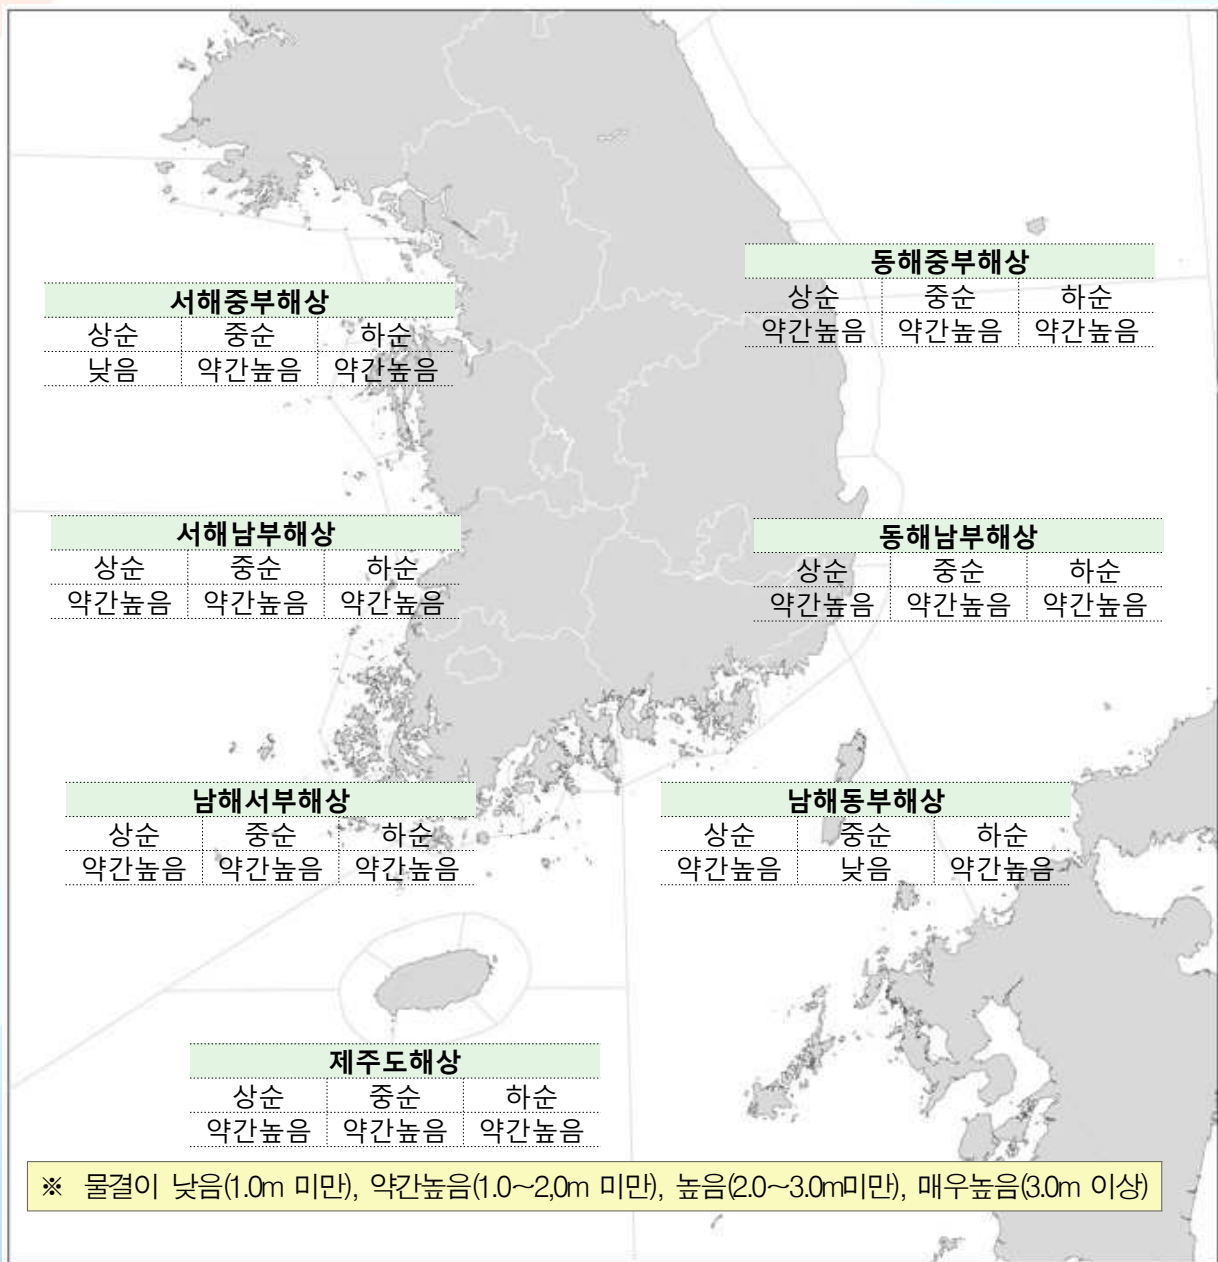 동해중부해상
상순 중순 하순
약간높음 약간높음 약간높음
서해중부해상
상순 중순 하순
낮음 약간높음 약간높음
서해남부해상
상순 중순 하순
약간높음 약간높음 약간높음
동해남부해상
상순 중순 하순
약간높음 약간높음 약간높음
남해서부해상
상순 중순 하순
약간높음 약간높음 약간높음
남해동부해상
상순 중순 하순
약간높음 낮음 약간높음
제주도해상
상순 중순 하순
약간높음 약간높음 약간높음
※ 물결이 낮음(1.0m 미만), 약간높음(1.0~2,0m 미만), 높음(2.0~3.0m미만), 매우높음(3.0m 이상)